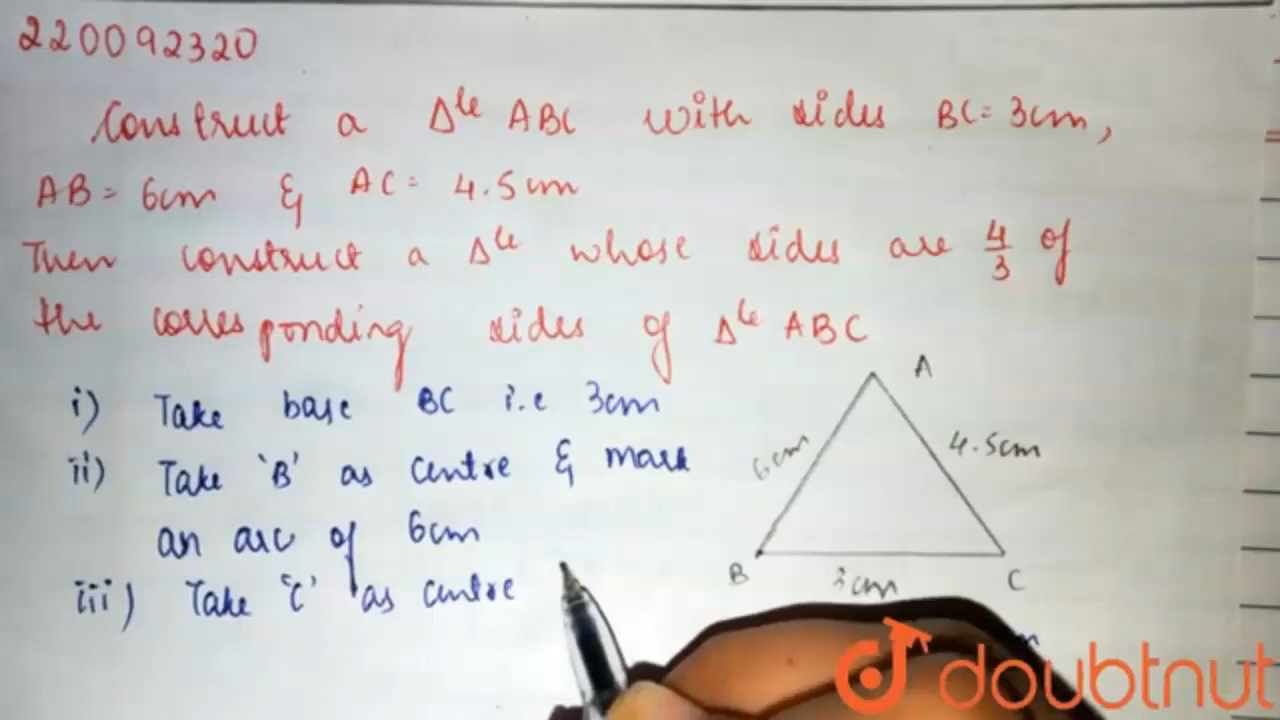 220092320
Construct a Δle ABC with sides BC = 3cm,
AB = 6cm & AC = 4.5cm
Then construct a Δle whose sides are 4/3 of
the corresponding sides of Δle ABC
i) Take base BC i.e 3cm
ii) Take 'B' as centre & mark
an arc of 6cm
iii) Take 'C' as centre
A
6cm
4.5cm
B
3cm
C
doubtnut